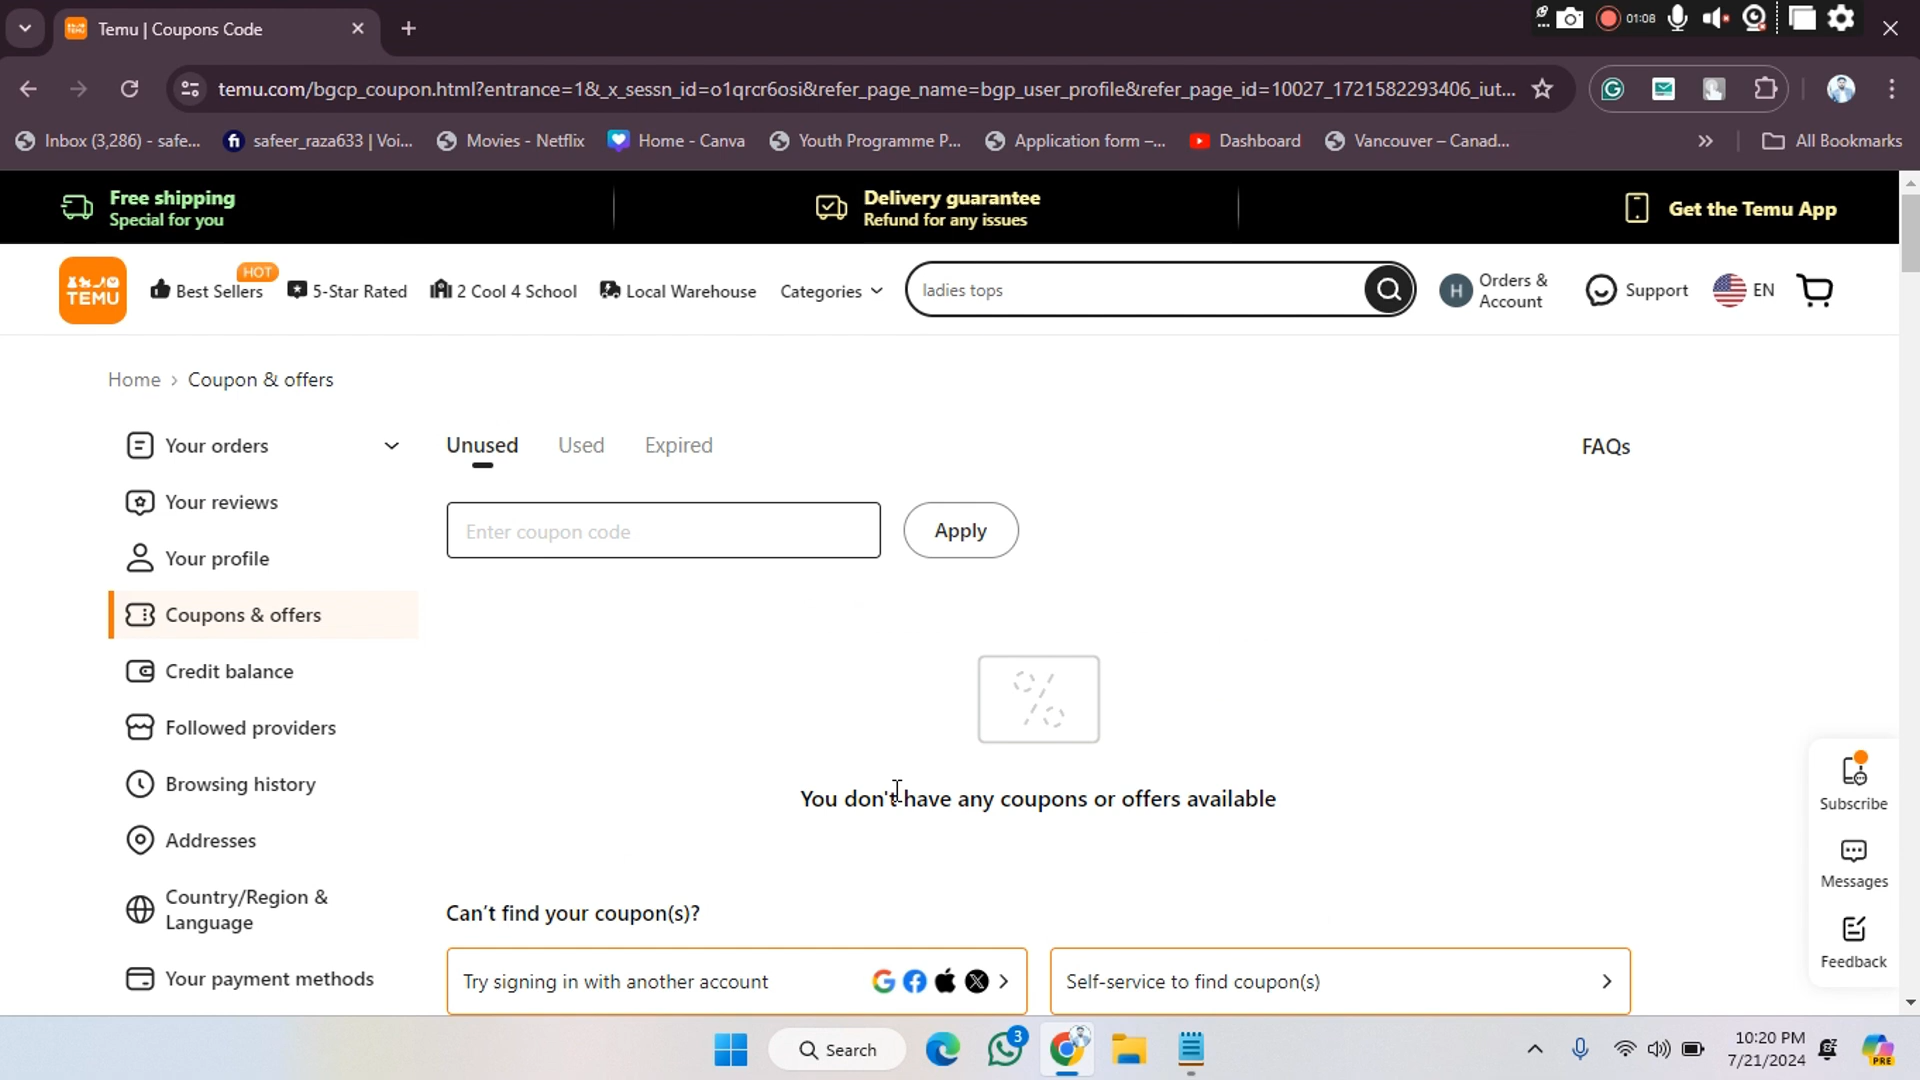 Temu | Coupons Code
01:08
temu.com/bgcp_coupon.html?entrance=1&_x_sessn_id=o1qrcr6osi&refer_page_name=bgp_user_profile&refer_page_id=10027_1721582293406_iut...
Inbox (3,286) - safe...
safeer_raza633 | Voi...
Movies - Netflix
Home - Canva
Youth Programme P...
Application form –...
Dashboard
Vancouver – Canad...
All Bookmarks
Free shipping
Special for you
Delivery guarantee
Refund for any issues
Get the Temu App
TEMU
Best Sellers
HOT
5-Star Rated
2 Cool 4 School
Local Warehouse
Categories
ladies tops
H
Orders &
Account
Support
EN
Home › Coupon & offers
Your orders
Your reviews
Your profile
Coupons & offers
Credit balance
Followed providers
Browsing history
Addresses
Country/Region &
Language
Your payment methods
Unused
Used
Expired
FAQs
Enter coupon code
Apply
You don't have any coupons or offers available
Can't find your coupon(s)?
Try signing in with another account
Self-service to find coupon(s)
Subscribe
Messages
Feedback
Search
3
10:20 PM
7/21/2024
PRE